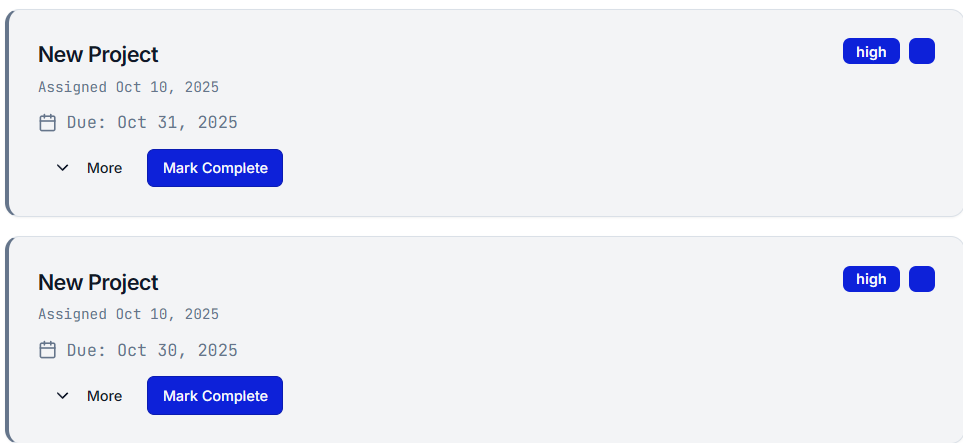 New Project
high
Assigned Oct 10, 2025
Due: Oct 31, 2025
More
Mark Complete
New Project
high
Assigned Oct 10, 2025
Due: Oct 30, 2025
More
Mark Complete